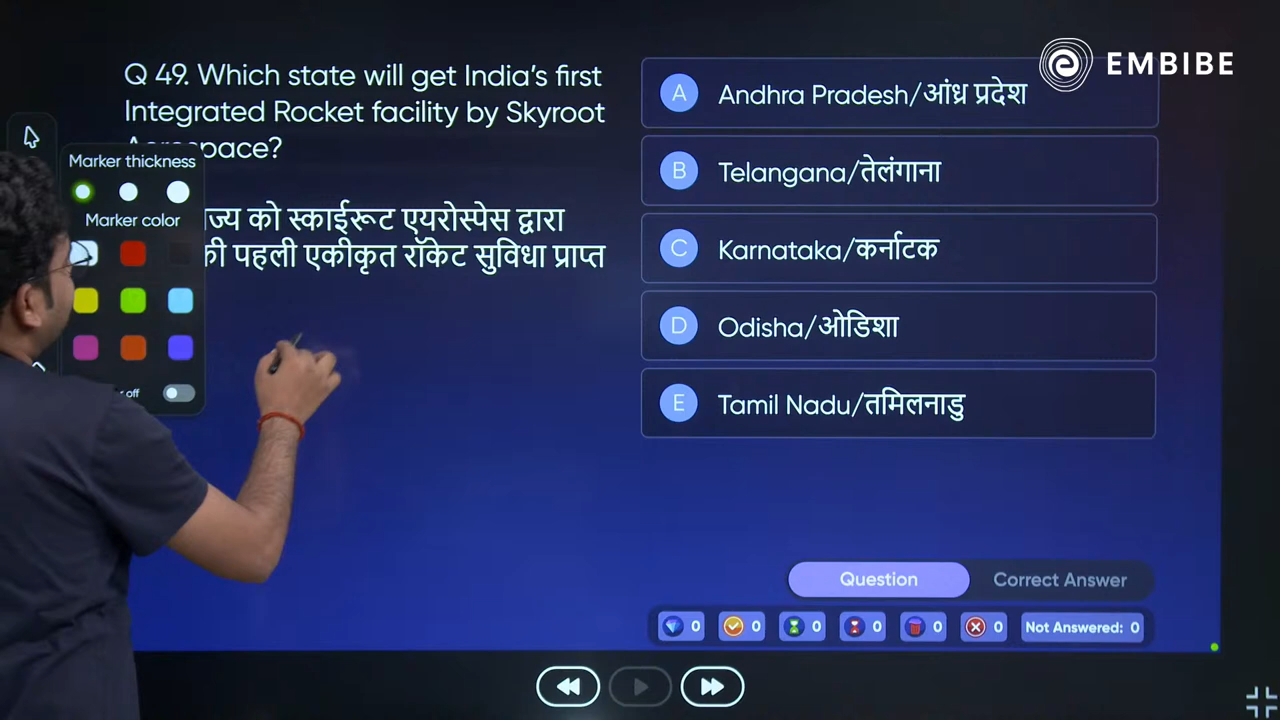 EMBIBE
Q 49. Which state will get India's first
Integrated Rocket facility by Skyroot
को स्काईरूट एयरोस्पेस द्वारा
पहली एकीकृत रॉकेट सुविधा प्राप्त
Marker thickness
Marker color
off
A Andhra Pradesh/आंध्र प्रदेश
B Telangana/तेलंगाना
C Karnataka/कर्नाटक
D Odisha/ओडिशा
E Tamil Nadu/तमिलनाडु
Question
Correct Answer
0
0
0
0
0
0
Not Answered: 0